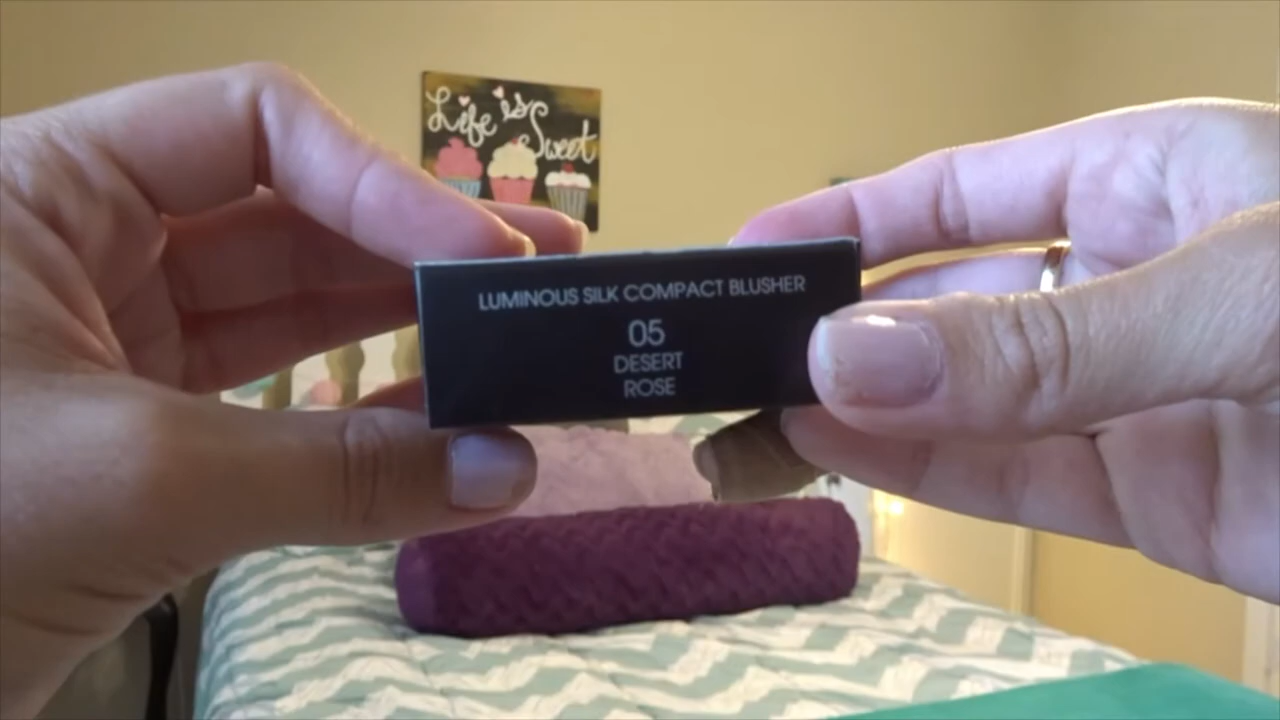 Life is
Sweet
LUMINOUS SILK COMPACT BLUSHER
05
DESERT
ROSE